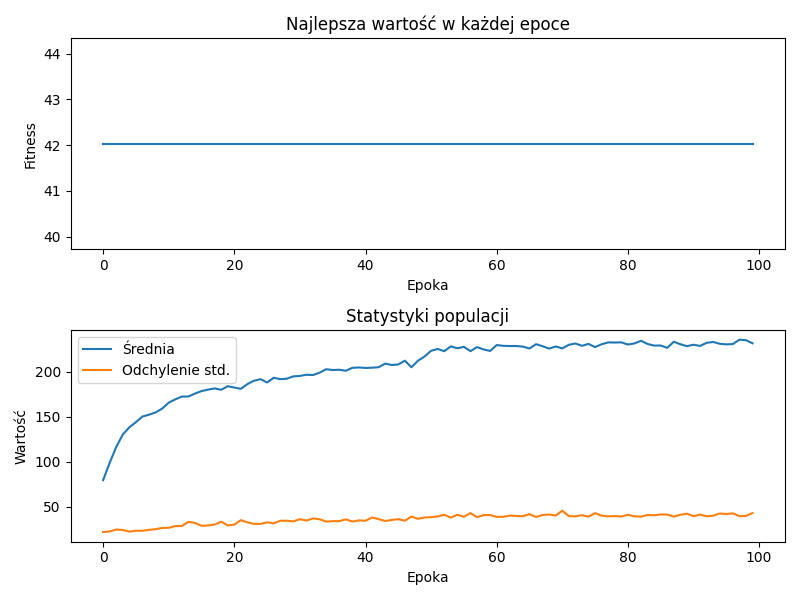 Najlepsza wartość w każdej epoce
44
43
42
41
40
Fitness
0 20 40 60 80 100
Epoka
Statystyki populacji
Średnia
Odchylenie std.
200
150
100
50
Wartość
0 20 40 60 80 100
Epoka